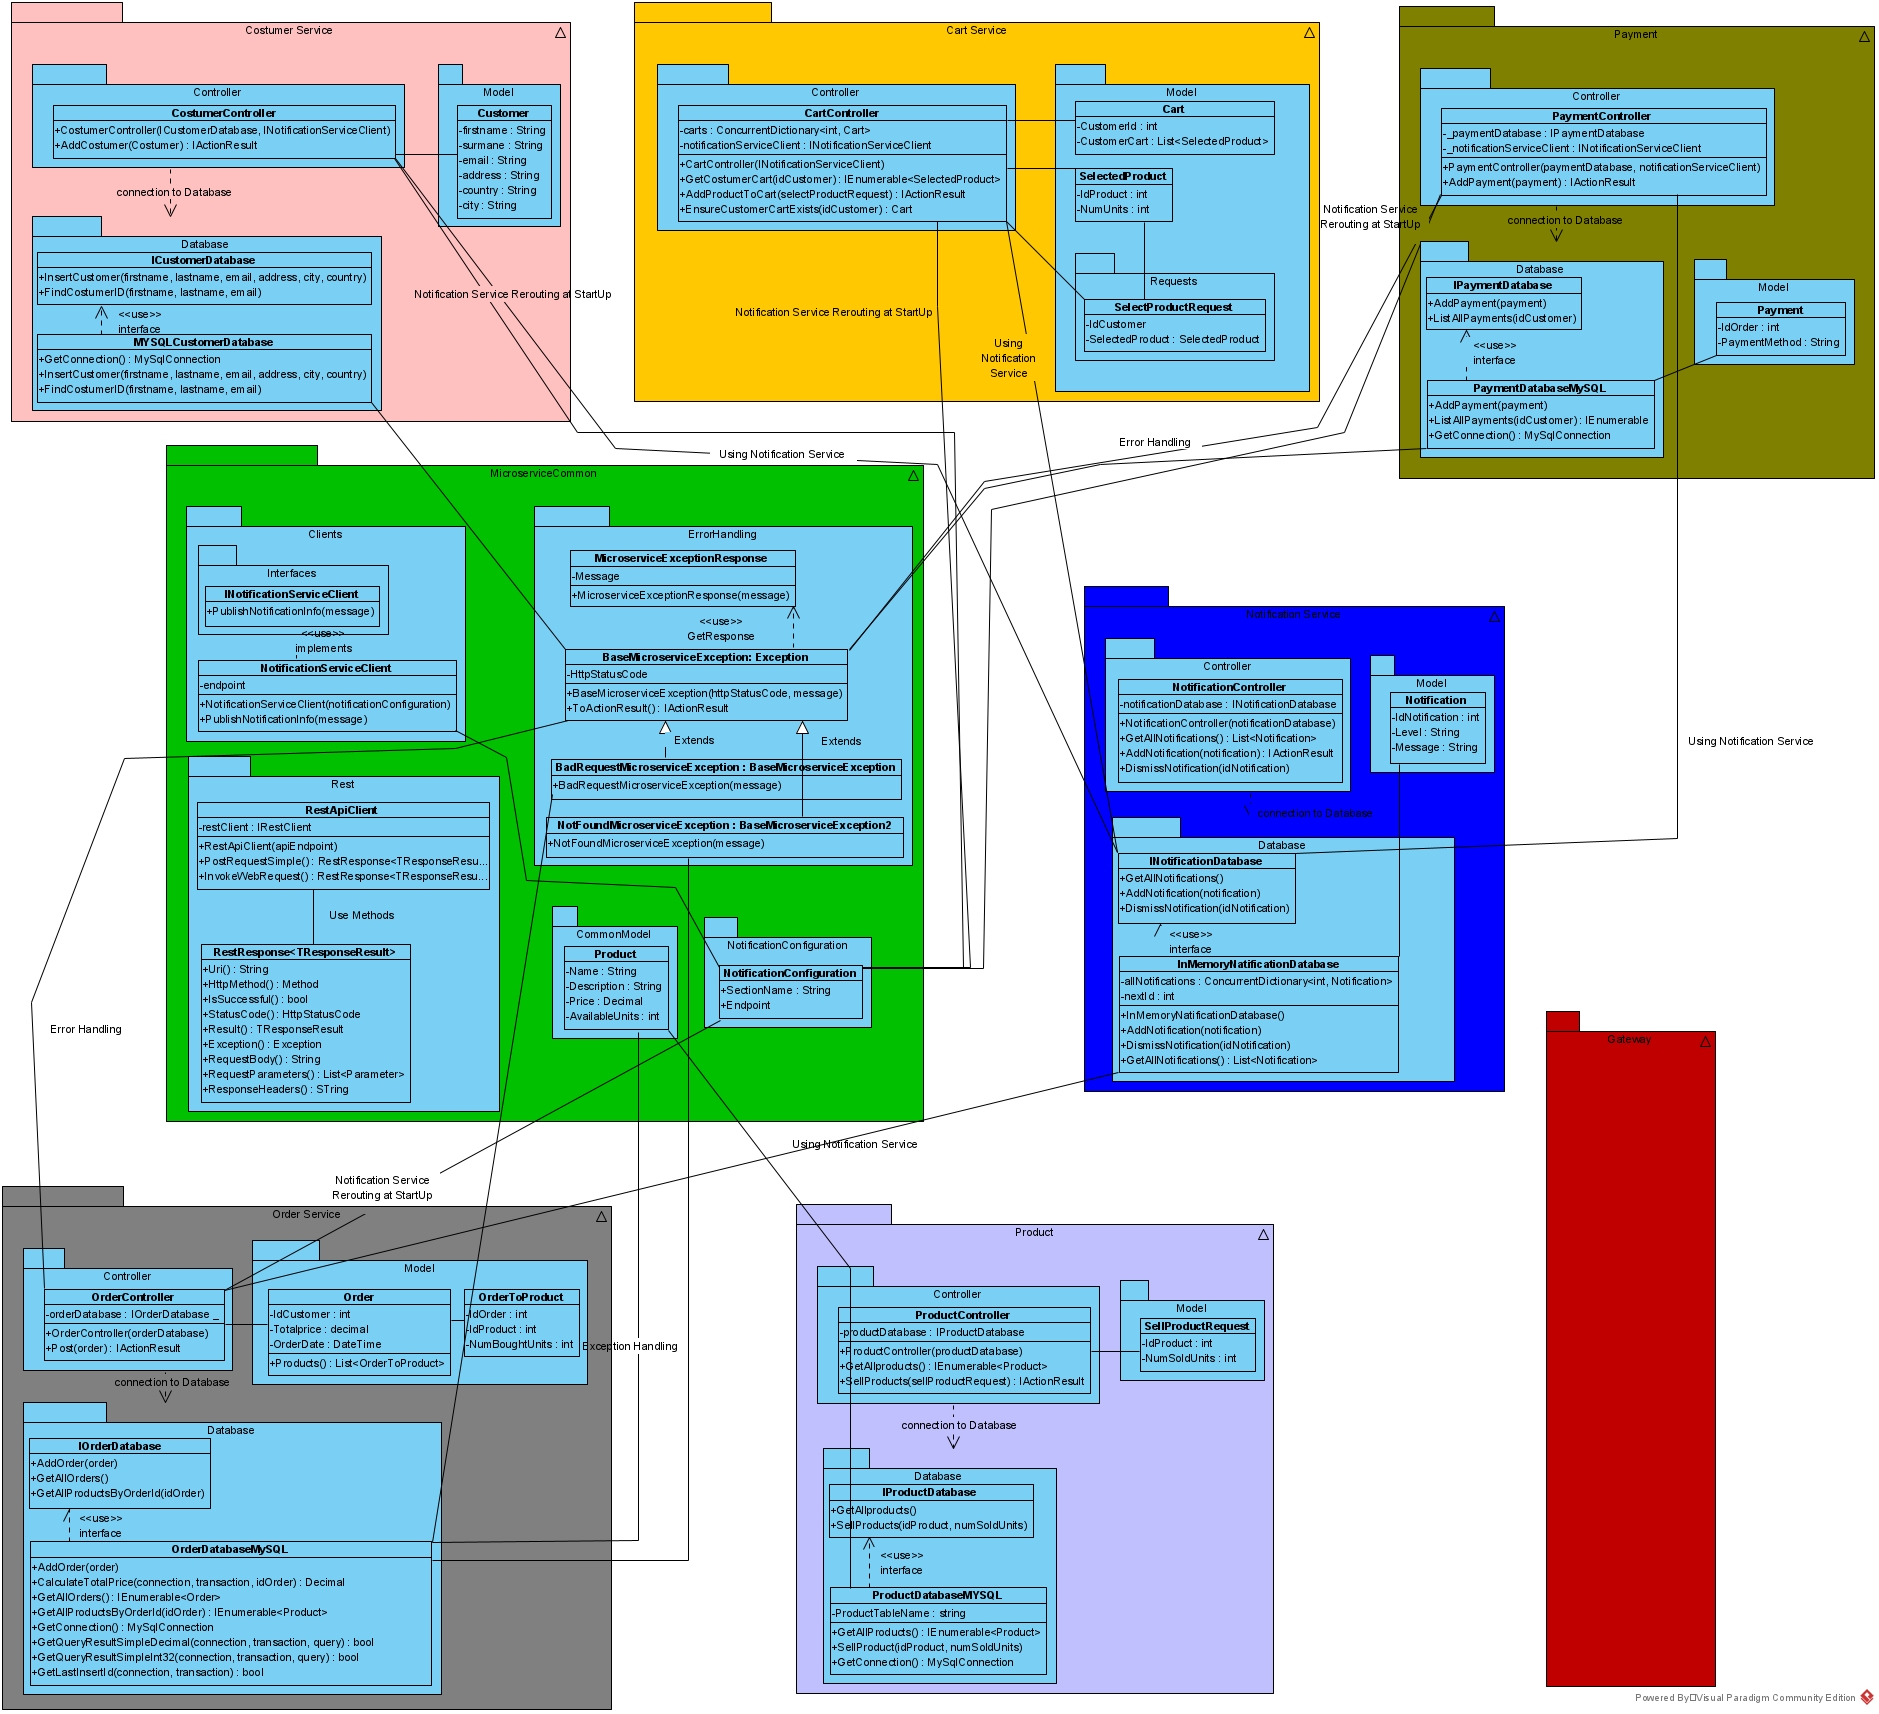 Costumer Service
Controller
CostumerController
+CostumerController(ICustomerDatabase, INotificationServiceClient)
+AddCostumer(Costumer) : IActionResult
Model
Customer
-firstname : String
-surmane : String
-email : String
-address : String
-country : String
-city : String
connection to Database
Database
ICustomerDatabase
+InsertCustomer(firstname, lastname, email, address, city, country)
+FindCostumerID(firstname, lastname, email)
<<use>>
interface
MYSQLCustomerDatabase
+GetConnection() : MySqlConnection
+InsertCustomer(firstname, lastname, email, address, city, country)
+FindCostumerID(firstname, lastname, email)
Notification Service Rerouting at StartUp
Cart Service
Controller
CartController
-carts : ConcurrentDictionary<int, Cart>
-notificationServiceClient : INotificationServiceClient
+CartController(INotificationServiceClient)
+GetCostumerCart(idCustomer) : IEnumerable<SelectedProduct>
+AddProductToCart(selectProductRequest) : IActionResult
+EnsureCustomerCartExists(idCustomer) : Cart
Model
Cart
-CustomerId : int
-CustomerCart : List<SelectedProduct>
SelectedProduct
-IdProduct : int
-NumUnits : int
Requests
SelectProductRequest
-IdCustomer
-SelectedProduct : SelectedProduct
Notification Service Rerouting at StartUp
Using
Notification
Service
Payment
Controller
PaymentController
-_paymentDatabase : IPaymentDatabase
-_notificationServiceClient : INotificationServiceClient
+PaymentController(paymentDatabase, notificationServiceClient)
+AddPayment(payment) : IActionResult
Notification Service
Rerouting at StartUp
connection to Database
Database
IPaymentDatabase
+AddPayment(payment)
+ListAllPayments(idCustomer)
<<use>>
interface
PaymentDatabaseMySQL
+AddPayment(payment)
+ListAllPayments(idCustomer) : IEnumerable
+GetConnection() : MySqlConnection
Model
Payment
-IdOrder : int
-PaymentMethod : String
Error Handling
Using Notification Service
MicroserviceCommon
Clients
Interfaces
INotificationServiceClient
+PublishNotificationInfo(message)
<<use>>
implements
NotificationServiceClient
-endpoint
+NotificationServiceClient(notificationConfiguration)
+PublishNotificationInfo(message)
ErrorHandling
MicroserviceExceptionResponse
-Message
+MicroserviceExceptionResponse(message)
<<use>>
GetResponse
BaseMicroserviceException: Exception
-HttpStatusCode
+BaseMicroserviceException(httpStatusCode, message)
+ToActionResult() : IActionResult
Extends
Extends
BadRequestMicroserviceException : BaseMicroserviceException
+BadRequestMicroserviceException(message)
NotFoundMicroserviceException : BaseMicroserviceException2
+NotFoundMicroserviceException(message)
Rest
RestApiClient
-restClient : IRestClient
+RestApiClient(apiEndpoint)
+PostRequestSimple() : RestResponse<TResponseResu...
+InvokeWebRequest() : RestResponse<TResponseResu...
Use Methods
RestResponse<TResponseResult>
+Uri() : String
+HttpMethod() : Method
+IsSuccessful() : bool
+StatusCode() : HttpStatusCode
+Result() : TResponseResult
+Exception() : Exception
+RequestBody() : String
+RequestParameters() : List<Parameter>
+ResponseHeaders() : STring
CommonModel
Product
-Name : String
-Description : String
-Price : Decimal
-AvailableUnits : int
NotificationConfiguration
NotificationConfiguration
+SectionName : String
+Endpoint
Notification Service
Controller
NotificationController
-notificationDatabase : INotificationDatabase
+NotificationController(notificationDatabase)
+GetAllNotifications() : List<Notification>
+AddNotification(notification) : IActionResult
+DismissNotification(idNotification)
Model
Notification
-IdNotification : int
-Level : String
-Message : String
connection to Database
Database
INotificationDatabase
+GetAllNotifications()
+AddNotification(notification)
+DismissNotification(idNotification)
<<use>>
interface
InMemoryNatificationDatabase
-allNotifications : ConcurrentDictionary<int, Notification>
-nextId : int
+InMemoryNatificationDatabase()
+AddNotification(notification)
+DismissNotification(idNotification)
+GetAllNotifications() : List<Notification>
Using Notification Service
Gateway
Error Handling
Notification Service
Rerouting at StartUp
Using Notification Service
Order Service
Controller
OrderController
-orderDatabase : IOrderDatabase _
+OrderController(orderDatabase)
+Post(order) : IActionResult
Model
Order
-IdCustomer : int
-Totalprice : decimal
-OrderDate : DateTime
+Products() : List<OrderToProduct>
OrderToProduct
-IdOrder : int
-IdProduct : int
-NumBoughtUnits : int
Exception Handling
connection to Database
Database
IOrderDatabase
+AddOrder(order)
+GetAllOrders()
+GetAllProductsByOrderId(idOrder)
<<use>>
interface
OrderDatabaseMySQL
+AddOrder(order)
+CalculateTotalPrice(connection, transaction, idOrder) : Decimal
+GetAllOrders() : IEnumerable<Order>
+GetAllProductsByOrderId(idOrder) : IEnumerable<Product>
+GetConnection() : MySqlConnection
+GetQueryResultSimpleDecimal(connection, transaction, query) : bool
+GetQueryResultSimpleInt32(connection, transaction, query) : bool
+GetLastInsertId(connection, transaction) : bool
Product
Controller
ProductController
-productDatabase : IProductDatabase
+ProductController(productDatabase)
+GetAllproducts() : IEnumerable<Product>
+SellProducts(sellProductRequest) : IActionResult
Model
SellProductRequest
-IdProduct : int
-NumSoldUnits : int
connection to Database
Database
IProductDatabase
+GetAllproducts()
+SellProducts(idProduct, numSoldUnits)
<<use>>
interface
ProductDatabaseMYSQL
-ProductTableName : string
+GetAllProducts() : IEnumerable<Product>
+SellProduct(idProduct, numSoldUnits)
+GetConnection() : MySqlConnection
Powered By Visual Paradigm Community Edition